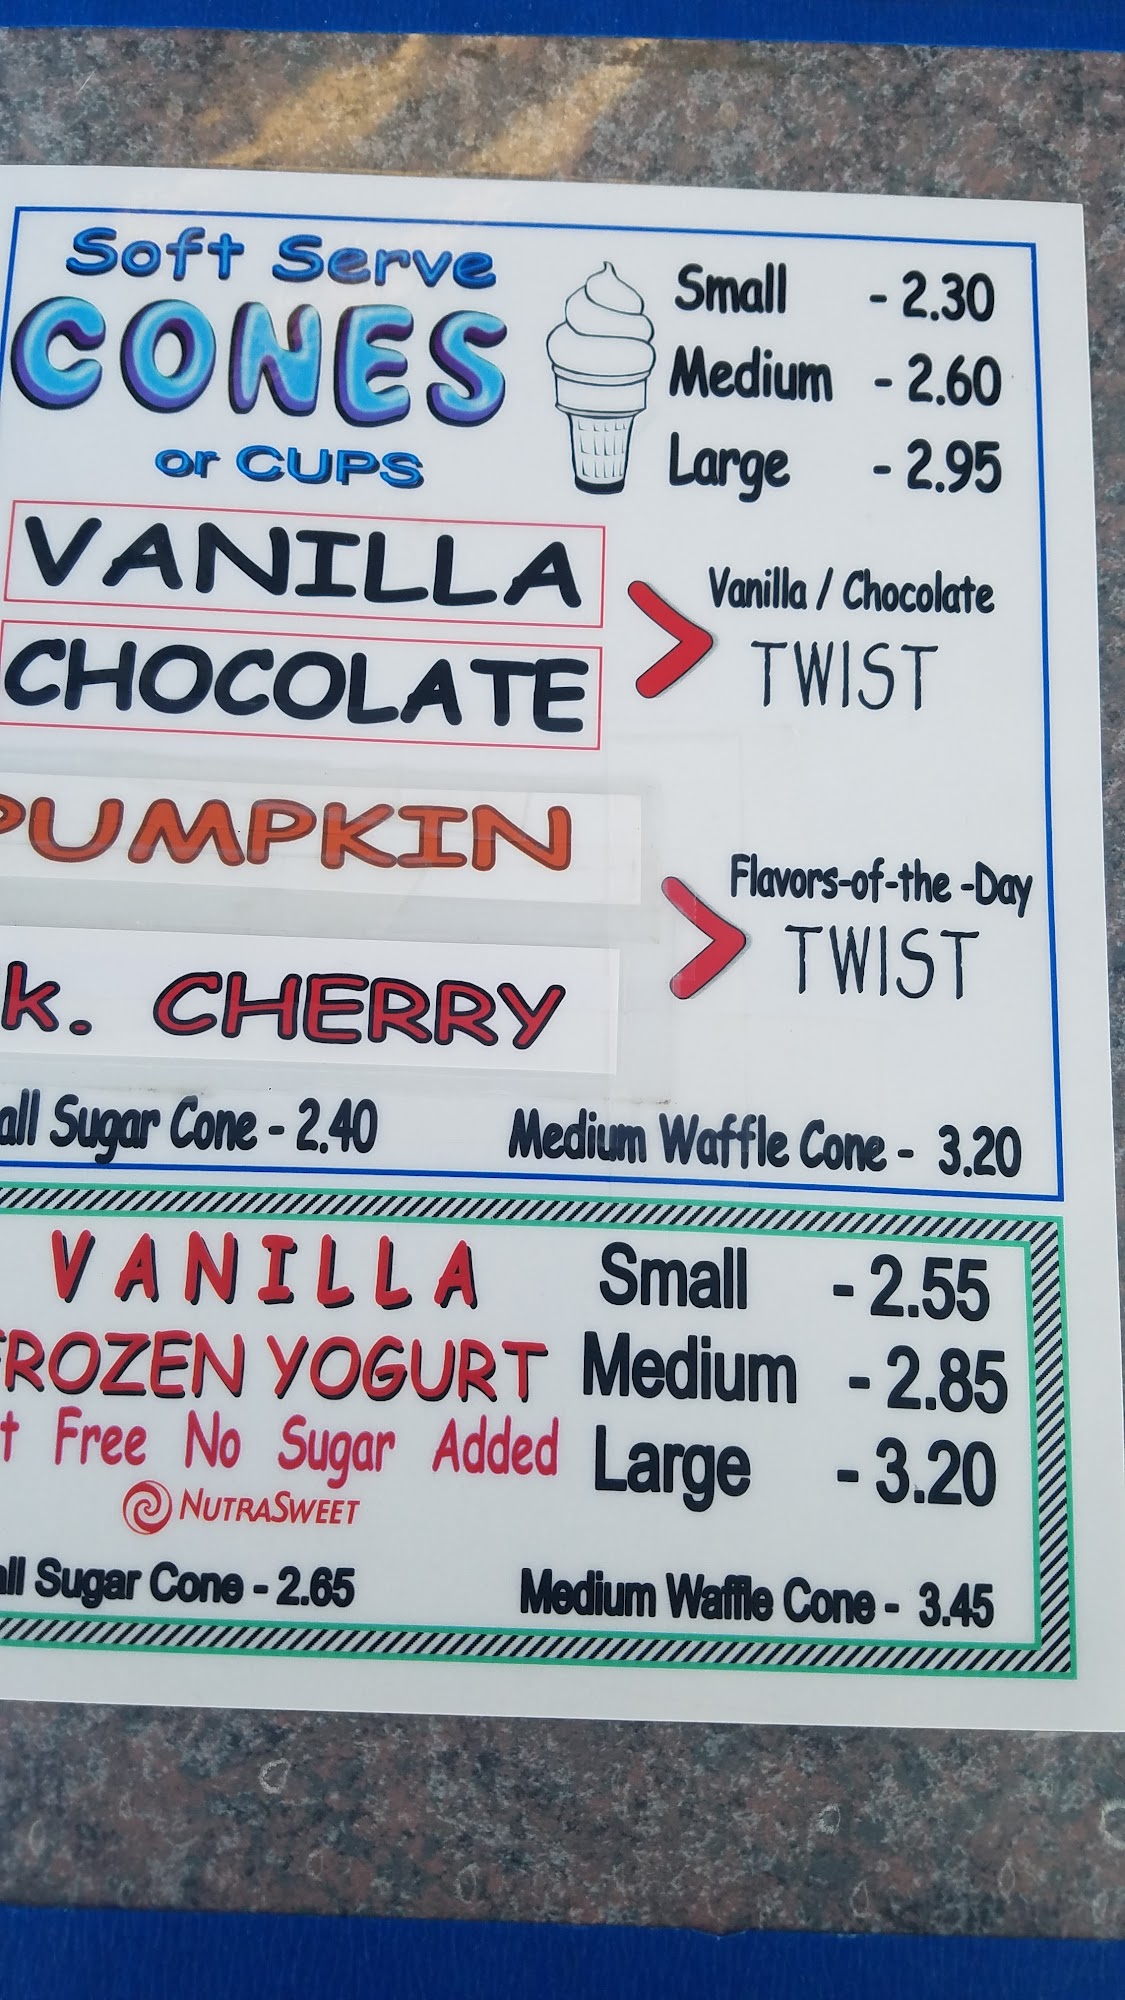 Soft Serve
CONES
or CUPS
Small - 2.30
Medium - 2.60
Large - 2.95
VANILLA
CHOCOLATE
Vanilla / Chocolate
TWIST
PUMPKIN
k. CHERRY
Flavors-of-the -Day
TWIST
all Sugar Cone - 2.40 Medium Waffle Cone - 3.20
VANILLA
FROZEN YOGURT
t Free No Sugar Added
NUTRASWEET
Small - 2.55
Medium - 2.85
Large - 3.20
all Sugar Cone - 2.65 Medium Waffle Cone - 3.45